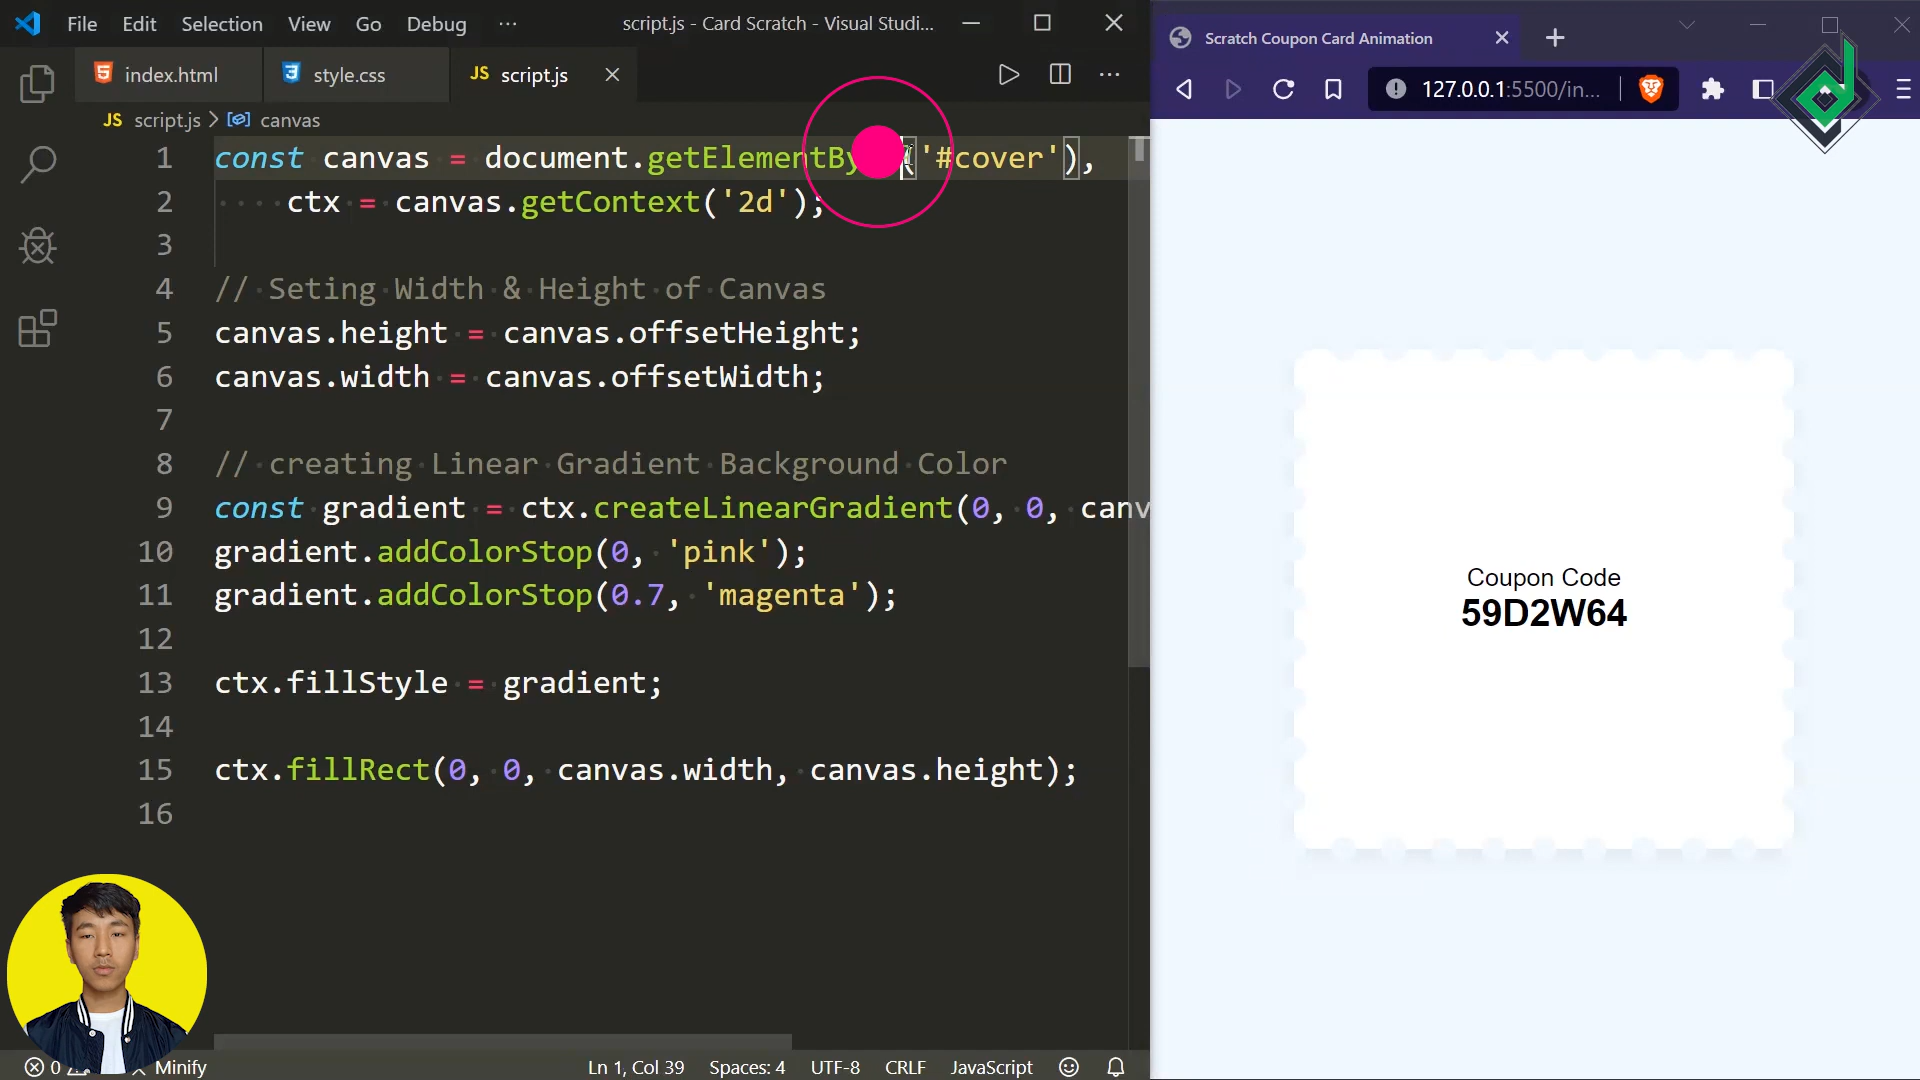 File Edit Selection View Go Debug ··· script.js - Card Scratch - Visual Studi...
index.html style.css JS script.js
JS script.js > canvas
1 const canvas = document.getElementBy ('#cover'),
2 ctx = canvas.getContext('2d');
3
4 // Seting Width & Height of Canvas
5 canvas.height = canvas.offsetHeight;
6 canvas.width = canvas.offsetWidth;
7
8 // creating Linear Gradient Background Color
9 const gradient = ctx.createLinearGradient(0, 0, canv
10 gradient.addColorStop(0, 'pink');
11 gradient.addColorStop(0.7, 'magenta');
12
13 ctx.fillStyle = gradient;
14
15 ctx.fillRect(0, 0, canvas.width, canvas.height);
16
0 Minify Ln 1, Col 39 Spaces: 4 UTF-8 CRLF JavaScript
Scratch Coupon Card Animation
127.0.0.1:5500/in...
Coupon Code
59D2W64